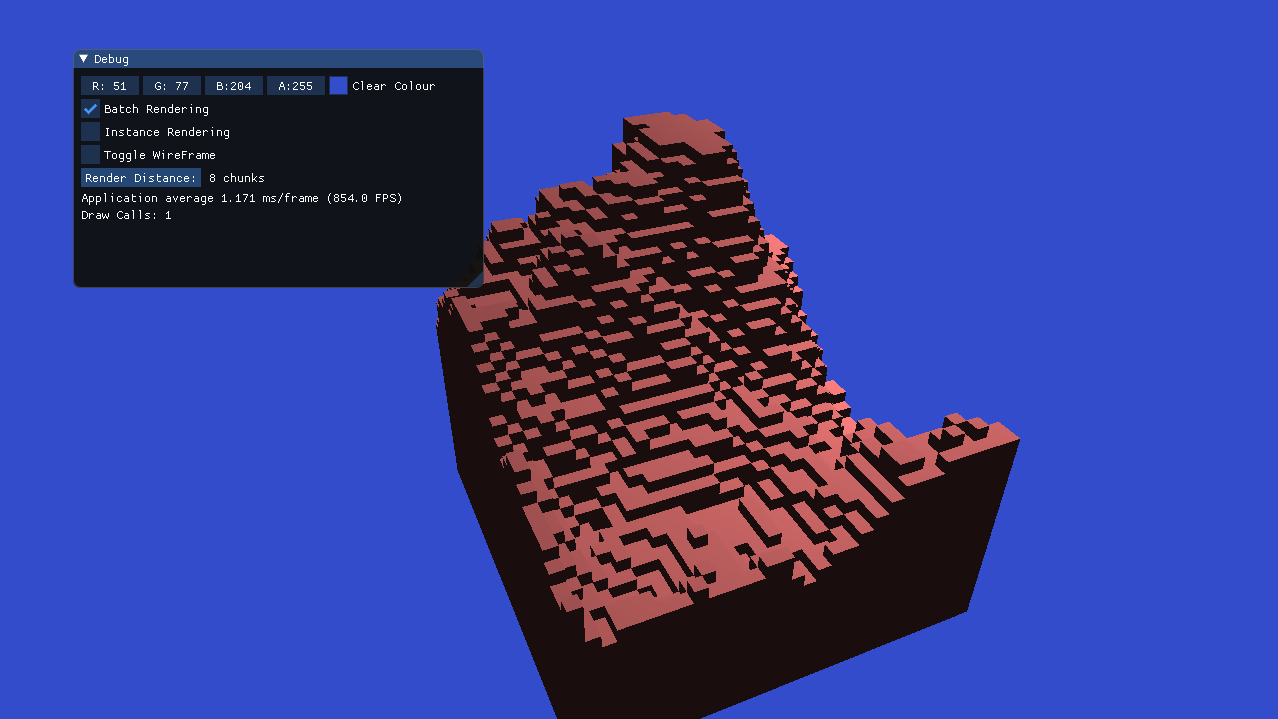 Debug
R: 51 G: 77 B:204 A:255 Clear Colour
Batch Rendering
Instance Rendering
Toggle WireFrame
Render Distance: 8 chunks
Application average 1.171 ms/frame (854.0 FPS)
Draw Calls: 1